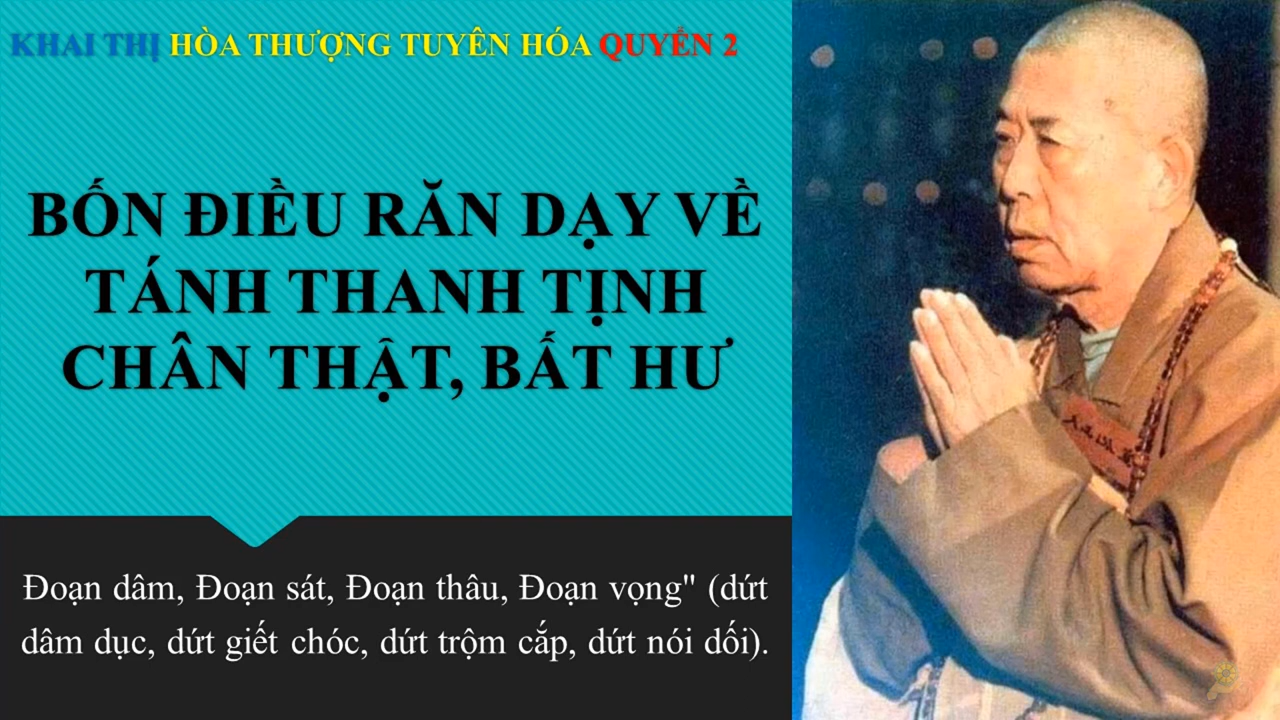 KHAI THỊ HÒA THƯỢNG TUYÊN HÓA QUYỂN 2
BỐN ĐIỀU RĂN DẠY VỀ
TÁNH THANH TỊNH
CHÂN THẬT, BẤT HƯ
Đoạn dâm, Đoạn sát, Đoạn thâu, Đoạn vọng" (dứt
dâm dục, dứt giết chóc, dứt trộm cắp, dứt nói dối).